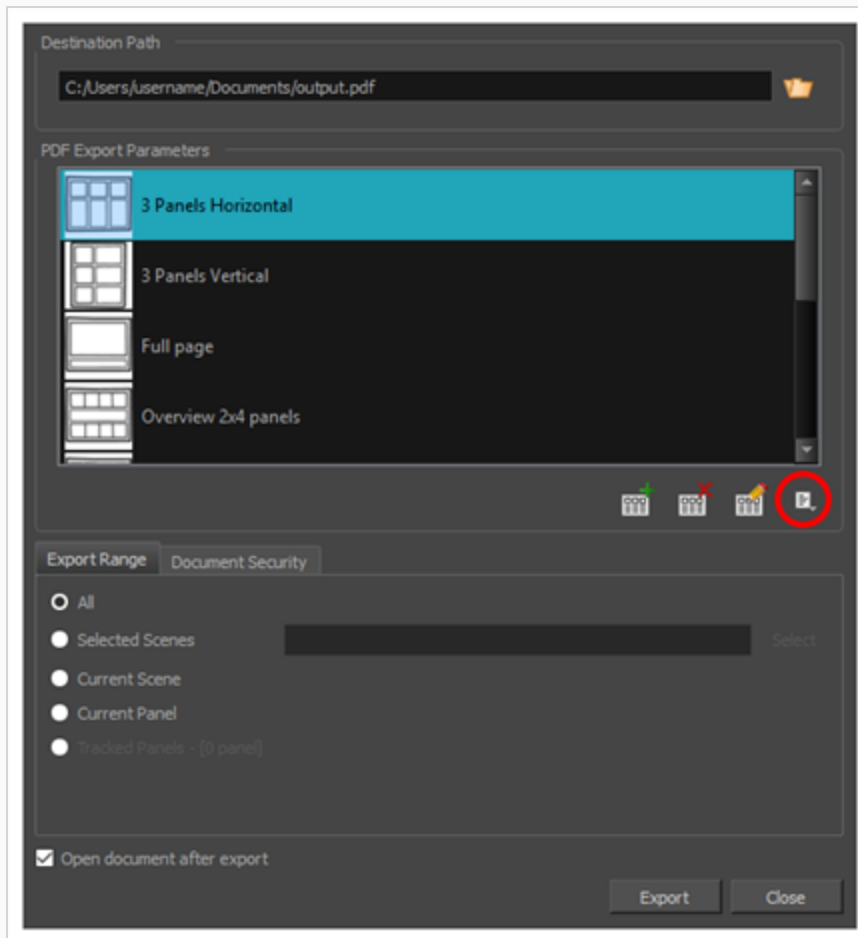 Destination Path
C:/Users/username/Documents/output.pdf
PDF Export Parameters
3 Panels Horizontal
3 Panels Vertical
Full page
Overview 2x4 panels
Export Range
Document Security
All
Selected Scenes
Select
Current Scene
Current Panel
Tracked Panels - (0 panel)
Open document after export
Export
Close